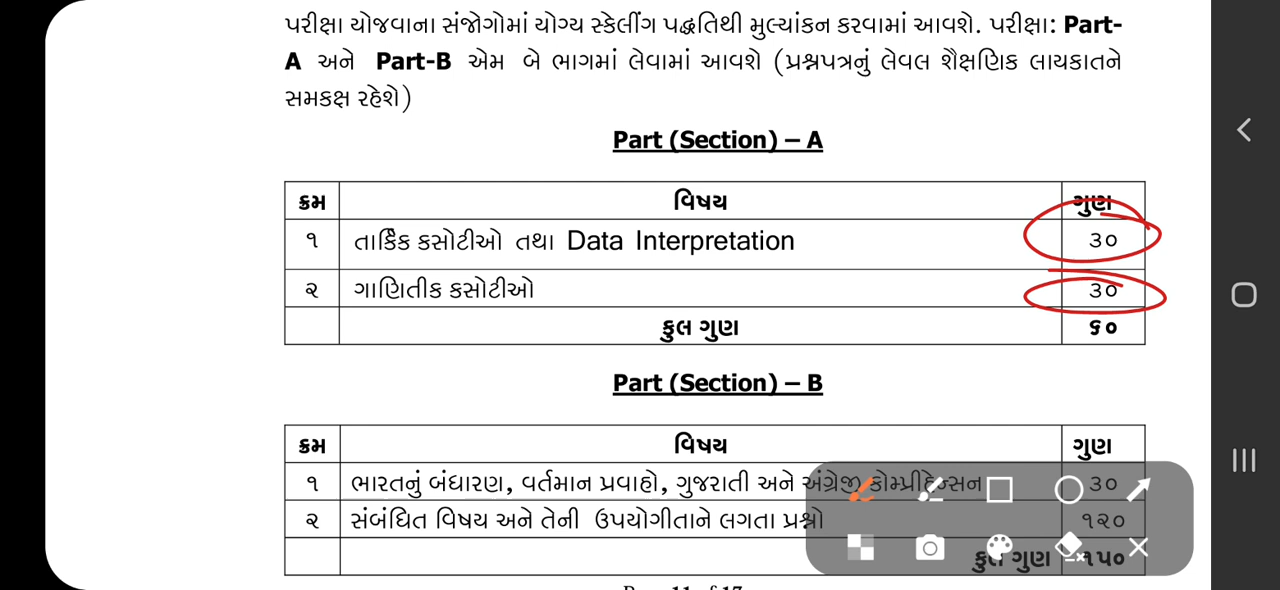 પરીક્ષા યોજવાના સંજોગોમાં યોગ્ય સ્કેલીંગ પદ્ધતિથી મુલ્યાંકન કરવામાં આવશે. પરીક્ષા: Part-
A અને Part-B એમ બે ભાગમાં લેવામાં આવશે (પ્રશ્નપત્રનું લેવલ શૈક્ષણિક લાયકાતને
સમકક્ષ રહેશે)
Part (Section) – A
ક્રમ વિષય ગુણ
૧ તાર્કિક કસોટીઓ તથા Data Interpretation ૩૦
૨ ગાણિતીક કસોટીઓ ૩૦
કુલ ગુણ ૬૦
Part (Section) – B
ક્રમ વિષય ગુણ
૧ ભારતનું બંધારણ, વર્તમાન પ્રવાહો, ગુજરાતી અને અંગ્રેજી કોમ્પ્રીહેન્સન ૩૦
૨ સંબંધિત વિષય અને તેની ઉપયોગીતાને લગતા પ્રશ્નો ૧૨૦
કુલ ગુણ ૧૫૦